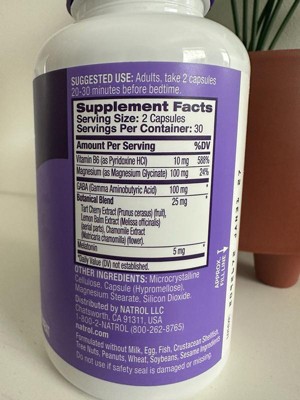 SUGGESTED USE: Adults, take 2 capsules
20-30 minutes before bedtime.
Supplement Facts
Serving Size: 2 Capsules
Servings Per Container: 30
Amount Per Serving %DV
Vitamin B6 (as Pyridoxine HCl) 10 mg 588%
Magnesium (as Magnesium Glycinate) 100 mg 24%
GABA (Gamma Aminobutyric Acid) 100 mg *
Botanical Blend 25 mg
Tart Cherry Extract (Prunus cerasus) (fruit), *
Lemon Balm Extract (Melissa officinalis) *
(aerial parts), Chamomile Extract *
(Matricaria chamomilla) (flower).
Melatonin 5 mg *
*Daily Value (DV) not established.
OTHER INGREDIENTS: Microcrystalline
Cellulose, Capsule (Hypromellose),
Magnesium Stearate, Silicon Dioxide.
Distributed by:
NATROL LLC
Chatsworth, CA 91311, USA
1-800-2-NATROL (800-262-8765)
natrol.com
Formulated without Milk, Egg, Fish, Crustacean Shellfish,
Tree Nuts, Peanuts, Wheat, Soybeans, Sesame Ingredients
Do not use if safety seal is damaged or missing.
APPROX
FILL LINE